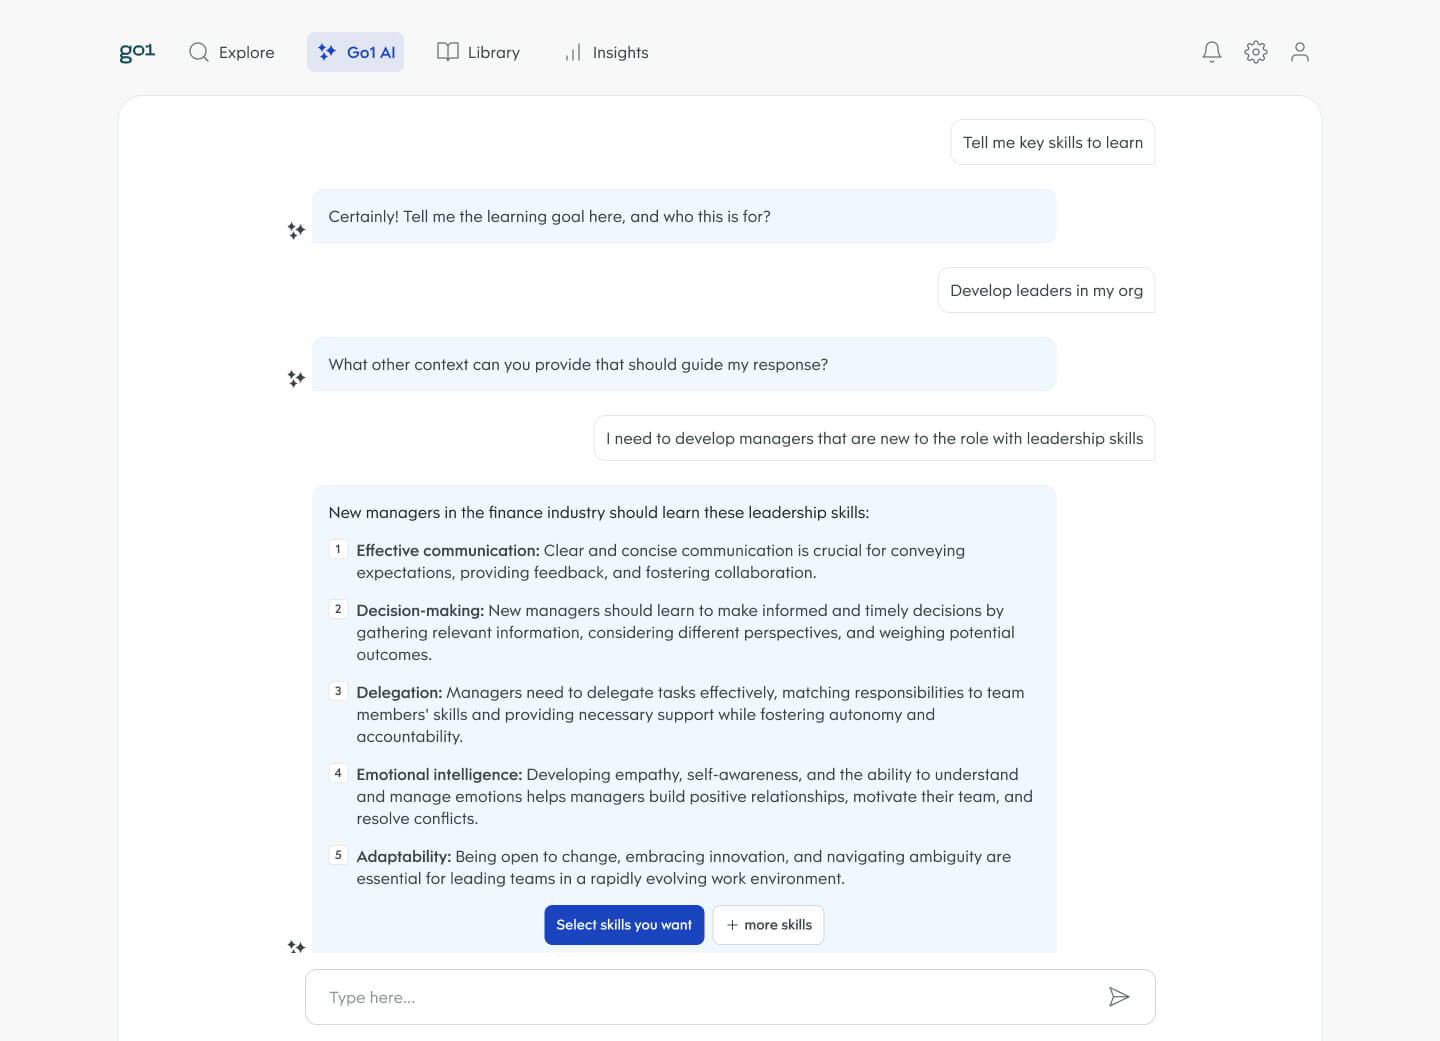 go1
Explore
Go1 AI
Library
Insights
Tell me key skills to learn
Certainly! Tell me the learning goal here, and who this is for?
Develop leaders in my org
What other context can you provide that should guide my response?
I need to develop managers that are new to the role with leadership skills
New managers in the finance industry should learn these leadership skills:
1 Effective communication: Clear and concise communication is crucial for conveying
expectations, providing feedback, and fostering collaboration.
2 Decision-making: New managers should learn to make informed and timely decisions by
gathering relevant information, considering different perspectives, and weighing potential
outcomes.
3 Delegation: Managers need to delegate tasks effectively, matching responsibilities to team
members' skills and providing necessary support while fostering autonomy and
accountability.
4 Emotional intelligence: Developing empathy, self-awareness, and the ability to understand
and manage emotions helps managers build positive relationships, motivate their team, and
resolve conflicts.
5 Adaptability: Being open to change, embracing innovation, and navigating ambiguity are
essential for leading teams in a rapidly evolving work environment.
Select skills you want
+ more skills
Type here...